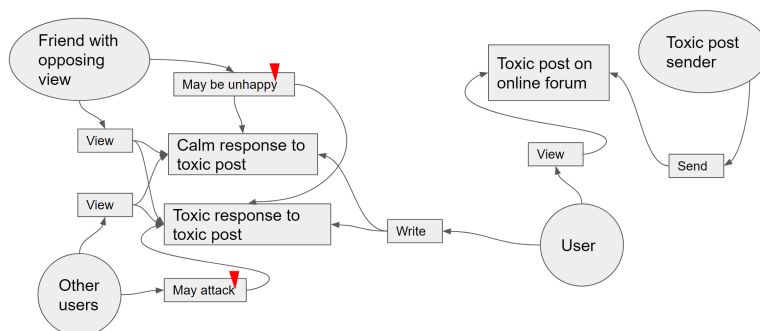 Friend with
opposing
view
May be unhappy
View
Calm response to
toxic post
View
Toxic response to
toxic post
Other
users
May attack
Write
Toxic post on
online forum
View
User
Toxic post
sender
Send